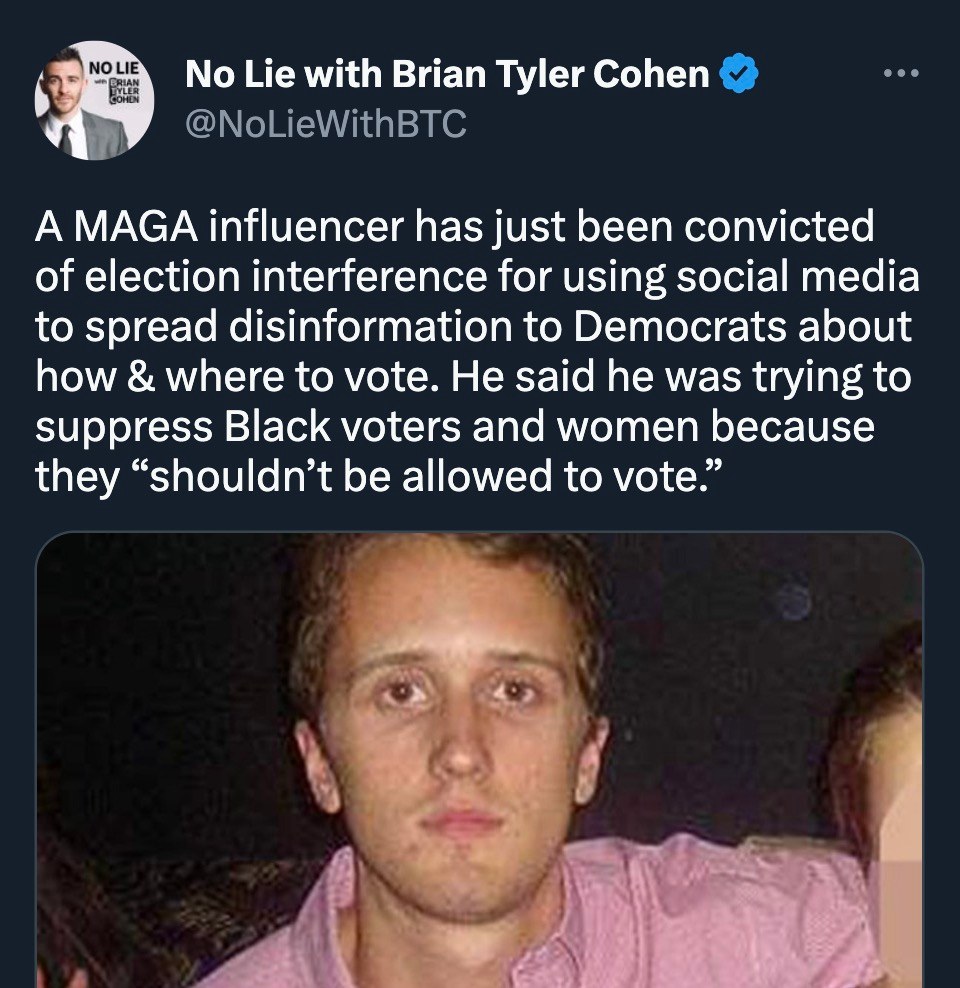 NO LIE
with BRIAN
TYLER
COHEN
No Lie with Brian Tyler Cohen
@NoLieWithBTC
A MAGA influencer has just been convicted
of election interference for using social media
to spread disinformation to Democrats about
how & where to vote. He said he was trying to
suppress Black voters and women because
they “shouldn’t be allowed to vote.”